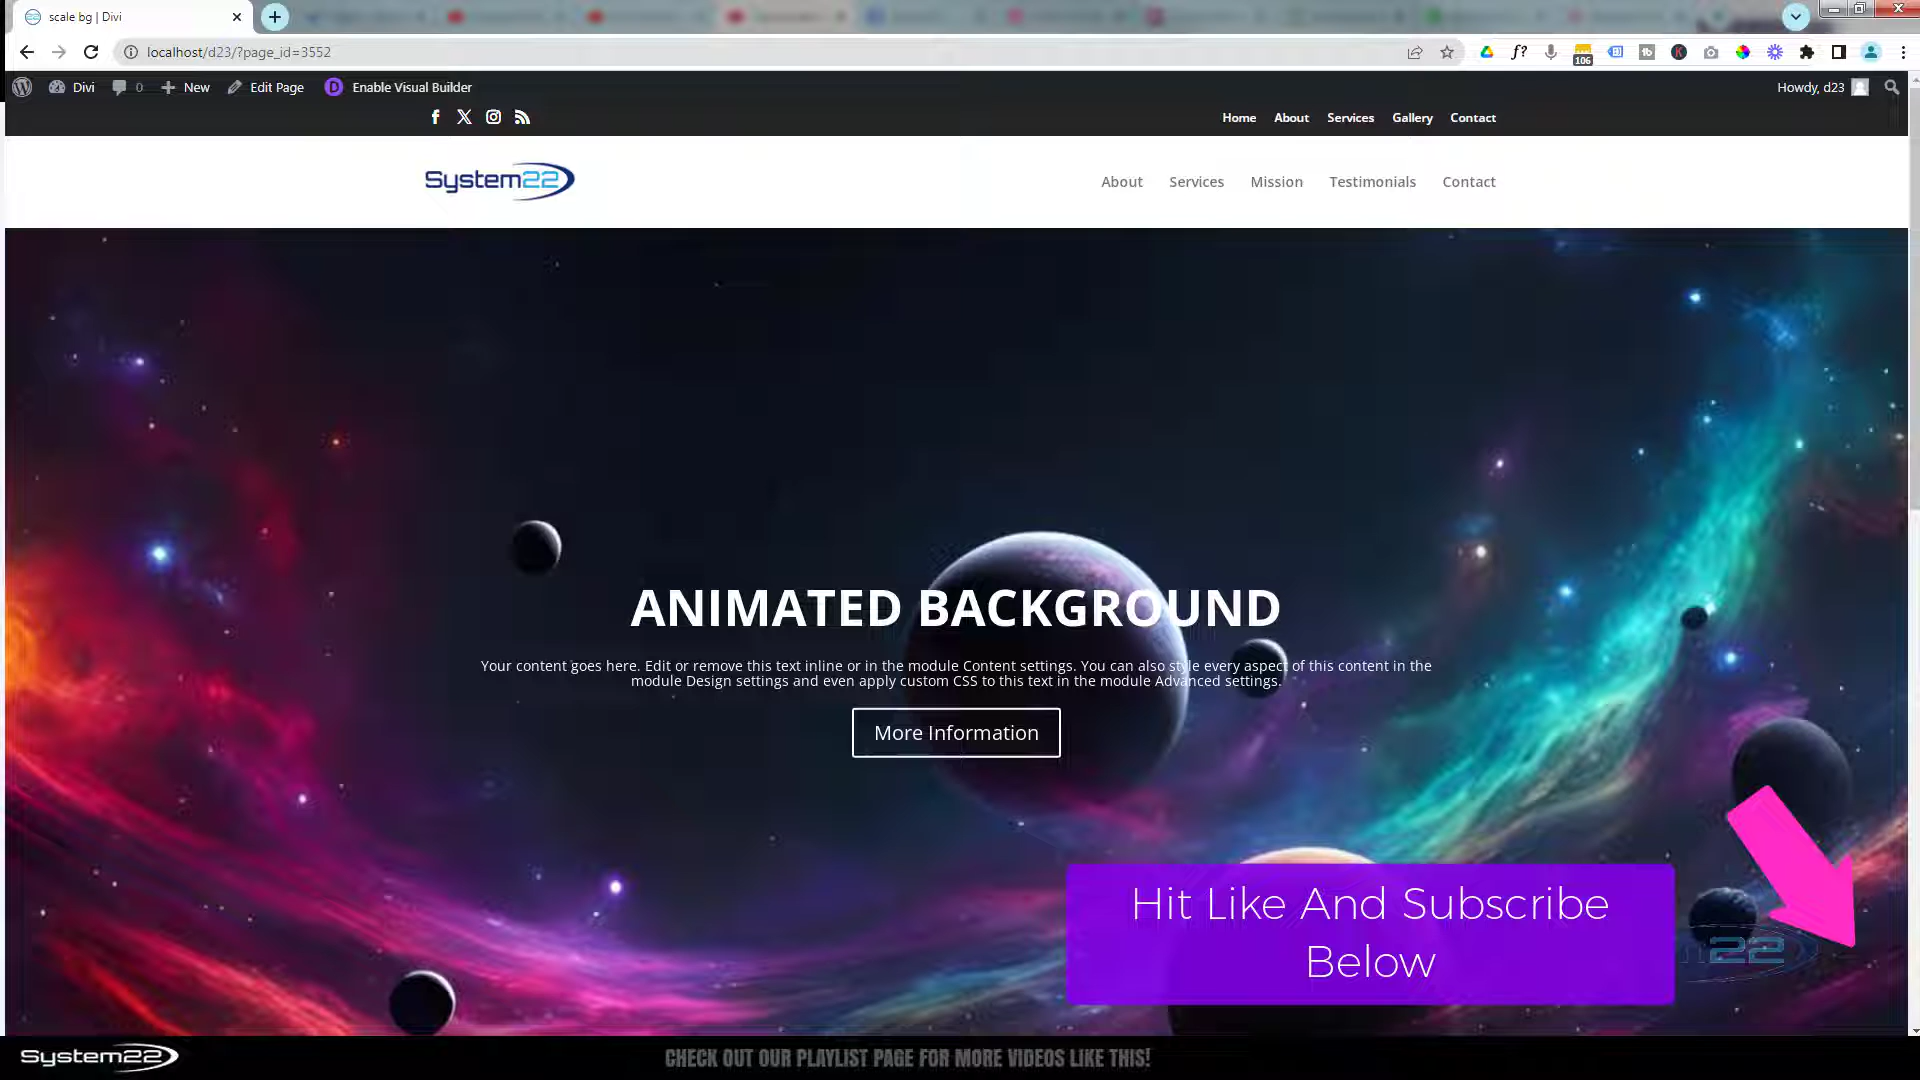 scale bg | Divi
localhost/d23/?page_id=3552
f?
tb
K
106
Divi
0
New
Edit Page
D
Enable Visual Builder
Howdy, d23
Home
About
Services
Gallery
Contact
System22
About
Services
Mission
Testimonials
Contact
ANIMATED BACKGROUND
Your content goes here. Edit or remove this text inline or in the module Content settings. You can also style every aspect of this content in the
module Design settings and even apply custom CSS to this text in the module Advanced settings.
More Information
Hit Like And Subscribe
Below
22
System22
CHECK OUT OUR PLAYLIST PAGE FOR MORE VIDEOS LIKE THIS!